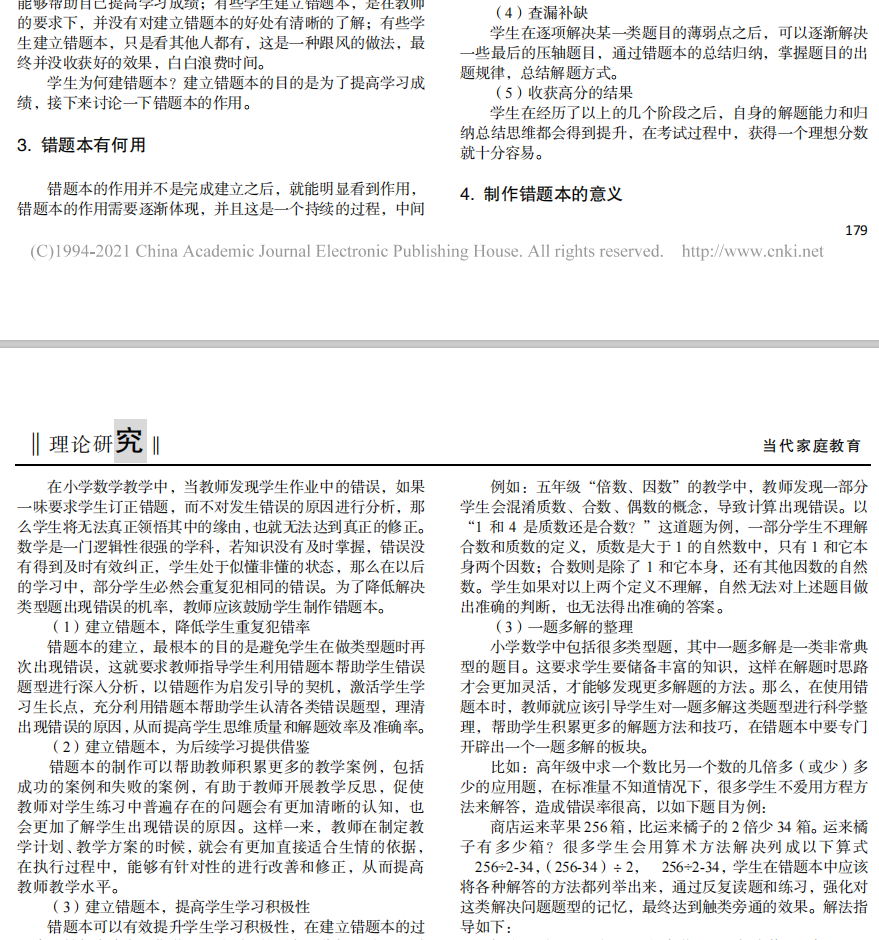 能够帮助自己提高学习成绩；有些学生建立错题本，是在教师
的要求下，并没有对建立错题本的好处有清晰的了解；有些学
生建立错题本，只是看其他人都有，这是一种跟风的做法，最
终并没收获好的效果，白白浪费时间。
学生为何建错题本？建立错题本的目的是为了提高学习成
绩，接下来讨论一下错题本的作用。
3. 错题本有何用
错题本的作用并不是完成建立之后，就能明显看到作用，
错题本的作用需要逐渐体现，并且这是一个持续的过程，中间
（4）查漏补缺
学生在逐项解决某一类题目的薄弱点之后，可以逐渐解决
一些最后的压轴题目，通过错题本的总结归纳，掌握题目的出
题规律，总结解题方式。
（5）收获高分的结果
学生在经历了以上的几个阶段之后，自身的解题能力和归
纳总结思维都会得到提升，在考试过程中，获得一个理想分数
就十分容易。
4. 制作错题本的意义
179
(C)1994-2021 China Academic Journal Electronic Publishing House. All rights reserved. http://www.cnki.net
理论研究
当代家庭教育
在小学数学教学中，当教师发现学生作业中的错误，如果
一味要求学生订正错题，而不对发生错误的原因进行分析，那
么学生将无法真正领悟其中的缘由，也就无法达到真正的修正。
数学是一门逻辑性很强的学科，若知识没有及时掌握，错误没
有得到及时有效纠正，学生处于似懂非懂的状态，那么在以后
的学习中，部分学生必然会重复犯相同的错误。为了降低解决
类型题出现错误的机率，教师应该鼓励学生制作错题本。
（1）建立错题本，降低学生重复犯错率
错题本的建立，最根本的目的是避免学生在做类型题时再
次出现错误，这就要求教师指导学生利用错题本帮助学生错误
题型进行深入分析，以错题作为启发引导的契机，激活学生学
习生长点，充分利用错题本帮助学生认清各类错误题型，理清
出现错误的原因，从而提高学生思维质量和解题效率及准确率。
（2）建立错题本，为后续学习提供借鉴
错题本的制作可以帮助教师积累更多的教学案例，包括
成功的案例和失败的案例，有助于教师开展教学反思，促使
教师对学生练习中普遍存在的问题会有更加清晰的认知，也
会更加了解学生出现错误的原因。这样一来，教师在制定教
学计划、教学方案的时候，就会有更加直接适合生情的依据，
在执行过程中，能够有针对性的进行改善和修正，从而提高
教师教学水平。
（3）建立错题本，提高学生学习积极性
错题本可以有效提升学生学习积极性，在建立错题本的过
例如：五年级“倍数、因数”的教学中，教师发现一部分
学生会混淆质数、合数、偶数的概念，导致计算出现错误。以
“1 和 4 是质数还是合数？”这道题为例，一部分学生不理解
合数和质数的定义，质数是大于 1 的自然数中，只有 1 和它本
身两个因数；合数则是除了 1 和它本身，还有其他因数的自然
数。学生如果对以上两个定义不理解，自然无法对上述题目做
出准确的判断，也无法得出准确的答案。
（3）一题多解的整理
小学数学中包括很多类型题，其中一题多解是一类非常典
型的题目。这要求学生要储备丰富的知识，这样在解题时思路
才会更加灵活，才能够发现更多解题的方法。那么，在使用错
题本时，教师就应该引导学生对一题多解这类题型进行科学整
理，帮助学生积累更多的解题方法和技巧，在错题本中要专门
开辟出一个一题多解的板块。
比如：高年级中求一个数比另一个数的几倍多（或少）多
少的应用题，在标准量不知道情况下，很多学生不爱用方程方
法来解答，造成错误率很高，以如下题目为例：
商店运来苹果 256 箱，比运来橘子的 2 倍少 34 箱。运来橘
子有多少箱？很多学生会用算术方法解决列成以下算式
256÷2-34，（256-34）÷ 2， 256÷2-34，学生在错题本中应该
将各种解答的方法都列举出来，通过反复读题和练习，强化对
这类解决问题题型的记忆，最终达到触类旁通的效果。解法指
导如下：